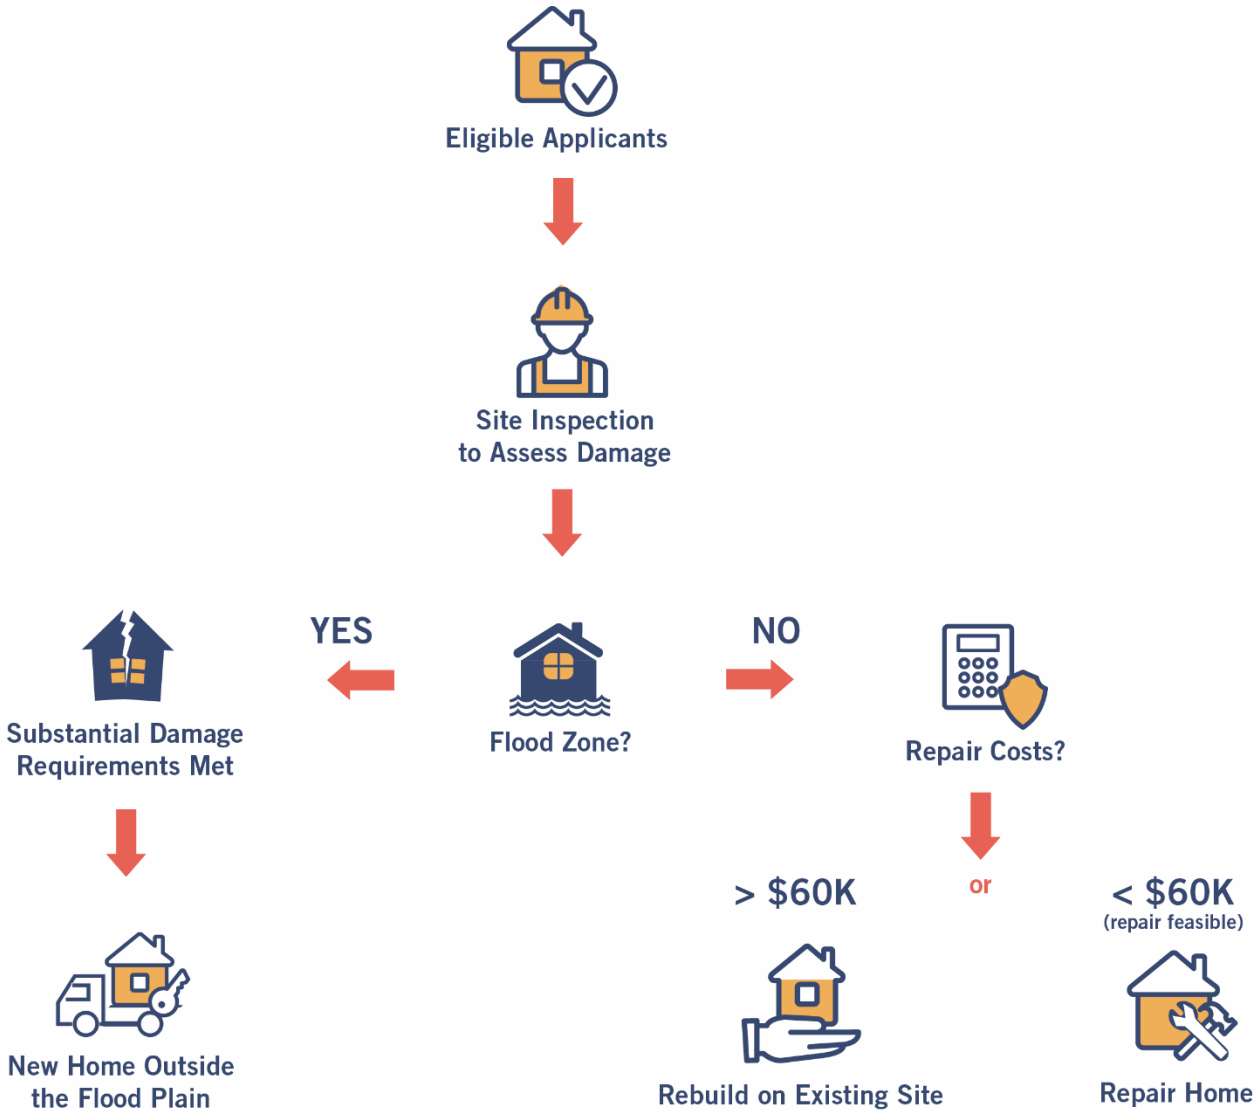 Eligible Applicants
Site Inspection
to Assess Damage
YES
NO
Substantial Damage
Requirements Met
Flood Zone?
Repair Costs?
or
> $60K
< $60K
(repair feasible)
New Home Outside
the Flood Plain
Rebuild on Existing Site
Repair Home